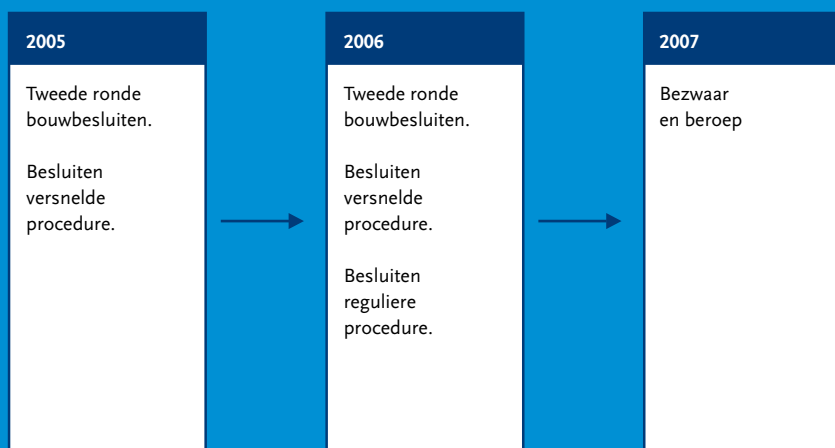 2005
Tweede ronde
bouwbesluiten.
Besluiten
versnelde
procedure.
2006
Tweede ronde
bouwbesluiten.
Besluiten
versnelde
procedure.
Besluiten
reguliere
procedure.
2007
Bezwaar
en beroep